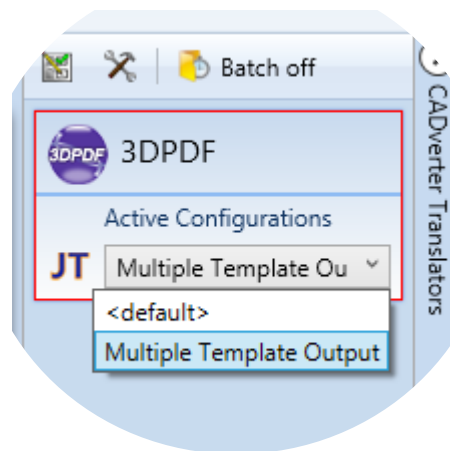 Batch off
3DPDF 3DPDF
Active Configurations
JT Multiple Template Ou
<default>
Multiple Template Output
CADverter Translators